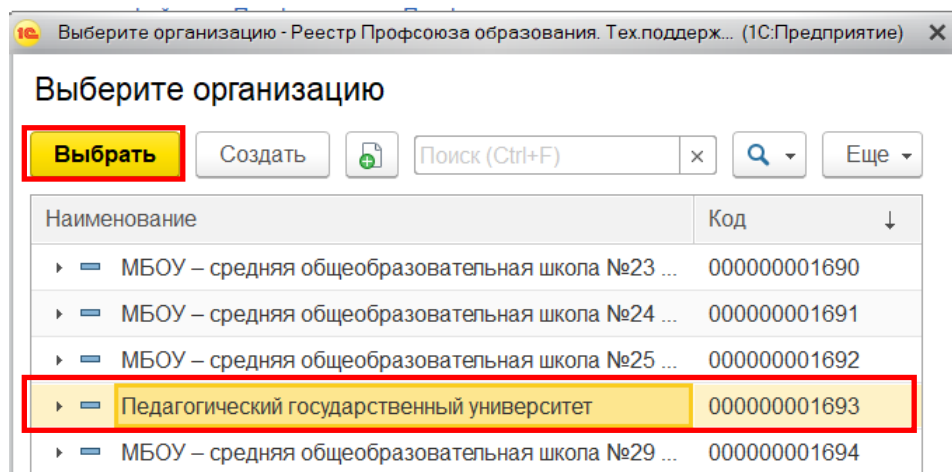 1С Выберите организацию - Реестр Профсоюза образования. Тех.поддерж... (1С:Предприятие)
Выберите организацию
Выбрать Создать Поиск (Ctrl+F) Еще
Наименование Код
МБОУ – средняя общеобразовательная школа №23 ... 000000001690
МБОУ – средняя общеобразовательная школа №24 ... 000000001691
МБОУ – средняя общеобразовательная школа №25 ... 000000001692
Педагогический государственный университет 000000001693
МБОУ – средняя общеобразовательная школа №29 ... 000000001694